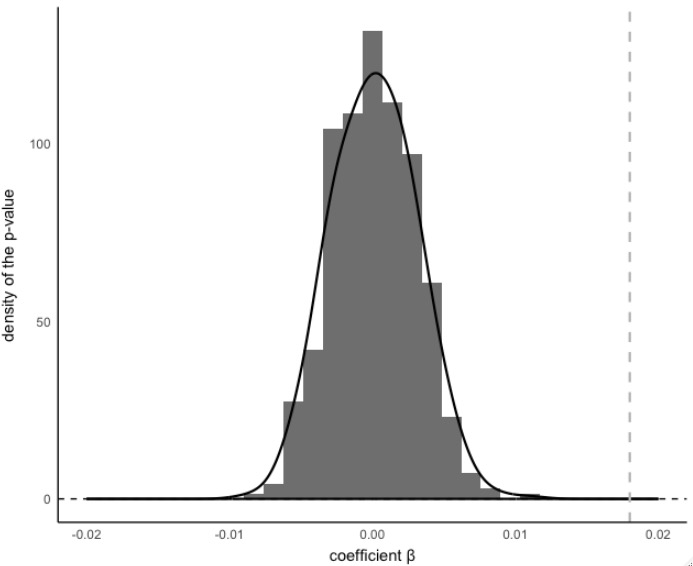 density of the p-value
100
50
0
-0.02 -0.01 0.00 0.01 0.02
coefficient β